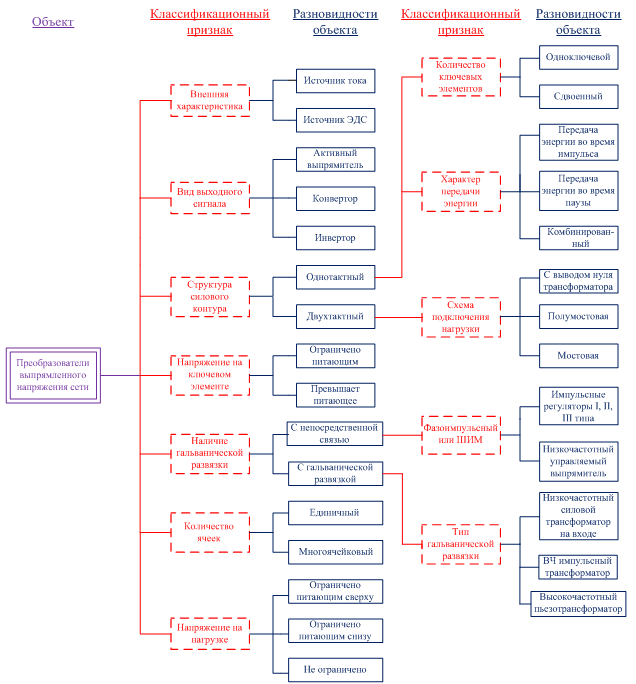 Объект
Классификационный
признак
Разновидности
объекта
Классификационный
признак
Разновидности
объекта
Преобразователи
выпрямленного
напряжения сети
Внешняя
характеристика
Источник тока
Источник ЭДС
Вид выходного
сигнала
Активный
выпрямитель
Конвертор
Инвертор
Структура
силового
контура
Однотактный
Двухтактный
Напряжение на
ключевом
элементе
Ограничено
питающим
Превышает
питающее
Наличие
гальванической
развязки
С непосредственной
связью
С гальванической
развязкой
Количество
ячеек
Единичный
Многоячейковый
Напряжение на
нагрузке
Ограничено
питающим сверху
Ограничено
питающим снизу
Не ограничено
Количество
ключевых
элементов
Одноключевой
Сдвоенный
Характер
передачи
энергии
Передача
энергии во время
импульса
Передача
энергии во время
паузы
Комбинирован-
ный
Схема
подключения
нагрузки
С выводом нуля
трансформатора
Полумостовая
Мостовая
Фазоимпульсный
или ШИМ
Импульсные
регуляторы I, II,
III типа
Низкочастотный
управляемый
выпрямитель
Тип
гальванической
развязки
Низкочастотный
силовой
трансформатор
на входе
ВЧ импульсный
трансформатор
Высокочастотный
пьезотрансформатор